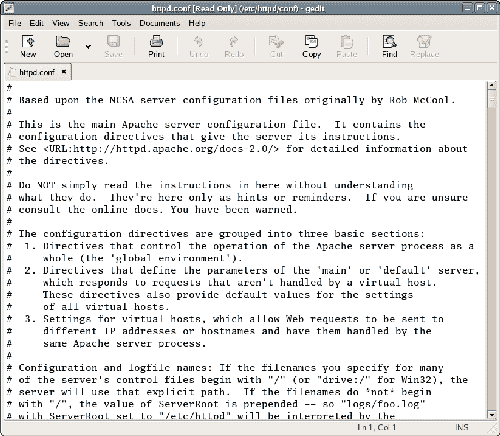 httpd.conf [Read Only] (/etc/httpd/conf) - gedit
File Edit View Search Tools Documents Help
New Open Save Print Undo Redo Cut Copy Paste Find Replace
httpd.conf
#
# Based upon the NCSA server configuration files originally by Rob McCool.
#
# This is the main Apache server configuration file.  It contains the
# configuration directives that give the server its instructions.
# See <URL:http://httpd.apache.org/docs-2.0/> for detailed information about
# the directives.
#
# Do NOT simply read the instructions in here without understanding
# what they do.  They're here only as hints or reminders.  If you are unsure
# consult the online docs. You have been warned.
#
# The configuration directives are grouped into three basic sections:
#  1. Directives that control the operation of the Apache server process as a
#     whole (the 'global environment').
#  2. Directives that define the parameters of the 'main' or 'default' server,
#     which responds to requests that aren't handled by a virtual host.
#     These directives also provide default values for the settings
#     of all virtual hosts.
#  3. Settings for virtual hosts, which allow Web requests to be sent to
#     different IP addresses or hostnames and have them handled by the
#     same Apache server process.
#
# Configuration and logfile names: If the filenames you specify for many
# of the server's control files begin with "/" (or "drive:/" for Win32), the
# server will use that explicit path.  If the filenames do *not* begin
# with "/", the value of ServerRoot is prepended -- so "logs/foo.log"
# with ServerRoot set to "/etc/httpd" will be interpreted by the
Ln 1, Col 1 INS